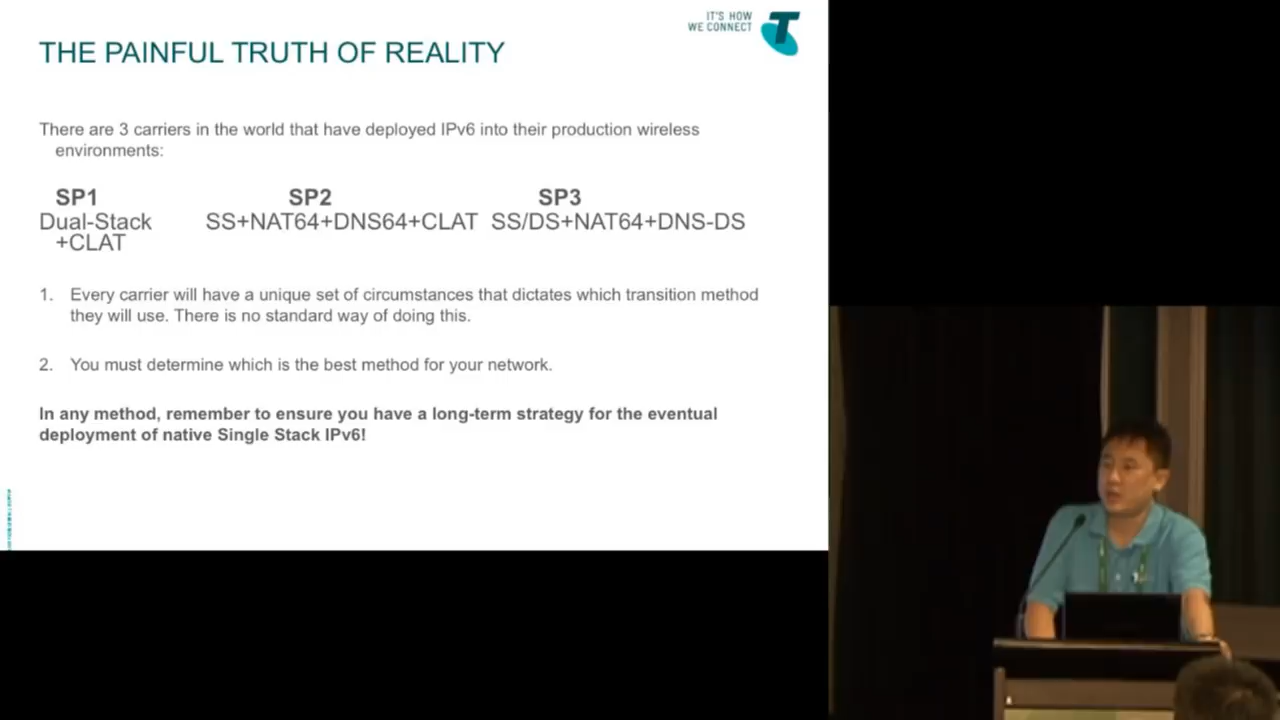 IT'S HOW
WE CONNECT
THE PAINFUL TRUTH OF REALITY
There are 3 carriers in the world that have deployed IPv6 into their production wireless
environments:
SP1
SP2
SP3
Dual-Stack
+CLAT
SS+NAT64+DNS64+CLAT
SS/DS+NAT64+DNS-DS
1. Every carrier will have a unique set of circumstances that dictates which transition method
they will use. There is no standard way of doing this.
2. You must determine which is the best method for your network.
In any method, remember to ensure you have a long-term strategy for the eventual
deployment of native Single Stack IPv6!